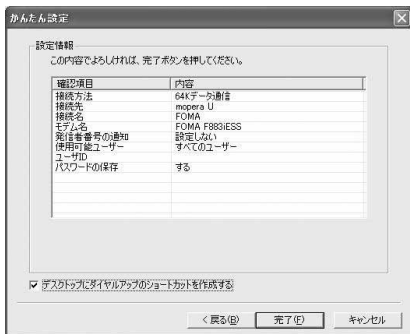 かんたん設定
設定情報
この内容でよろしければ、完了ボタンを押してください。
確認項目 内容
接続方法 64Kデータ通信
接続先 mopera U
接続名 FOMA
モデム名 FOMA F883iESS
発信者番号の通知 設定しない
使用可能ユーザー すべてのユーザー
ユーザID
パスワードの保存 する
デスクトップにダイヤルアップのショートカットを作成する
< 戻る(B) 完了(F) キャンセル